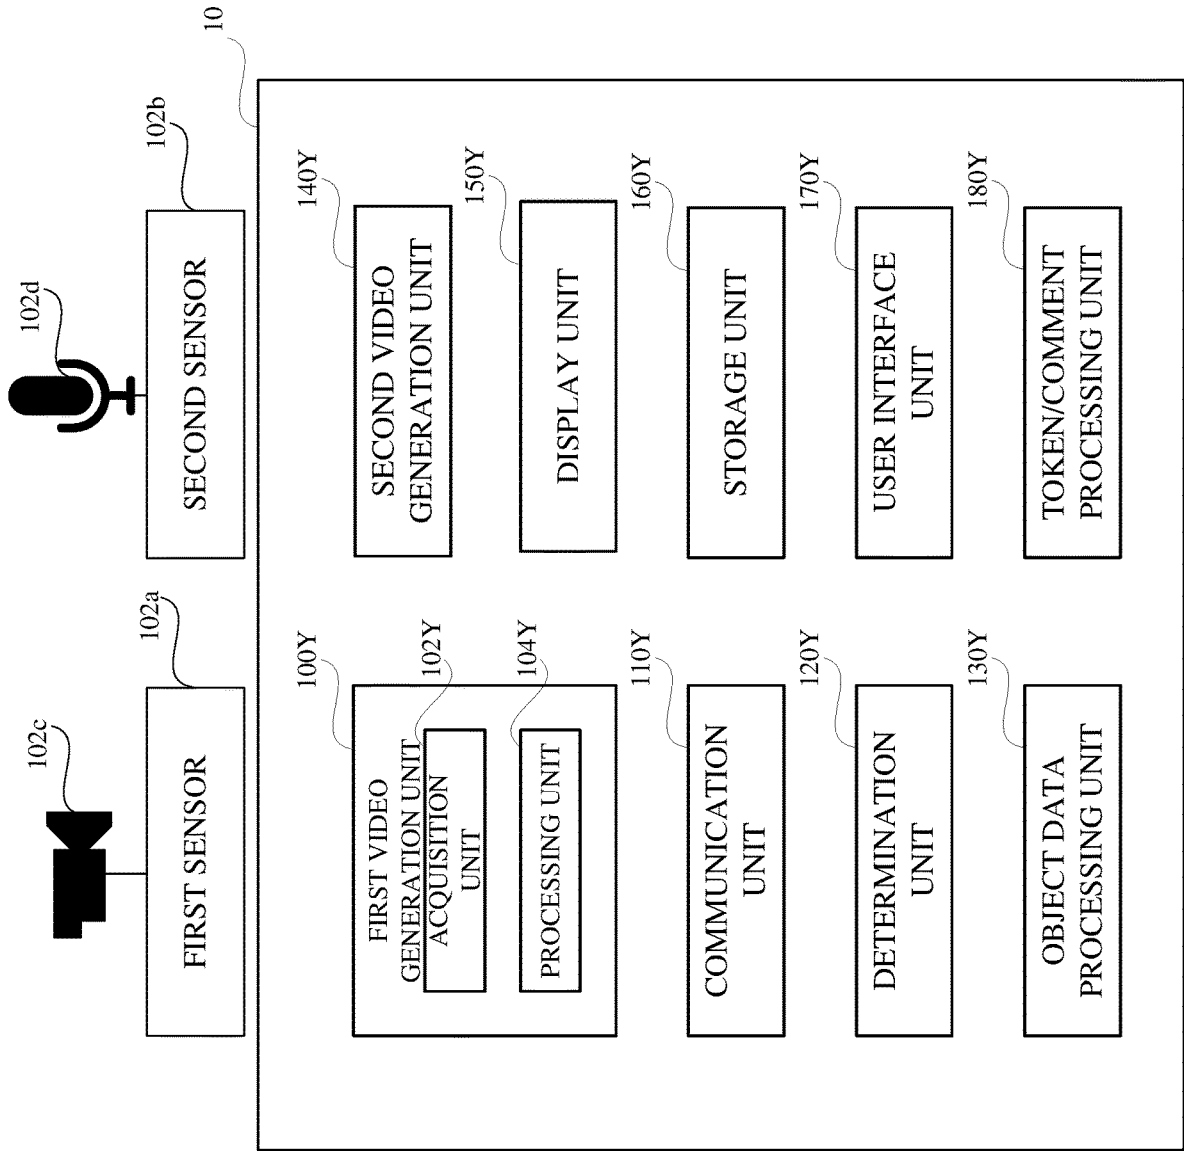 102c
102d
102a
102b
FIRST SENSOR
SECOND SENSOR
10
100Y
FIRST VIDEO
GENERATION UNIT
102Y
ACQUISITION
UNIT
104Y
PROCESSING UNIT
110Y
COMMUNICATION
UNIT
120Y
DETERMINATION
UNIT
130Y
OBJECT DATA
PROCESSING UNIT
140Y
SECOND VIDEO
GENERATION UNIT
150Y
DISPLAY UNIT
160Y
STORAGE UNIT
170Y
USER INTERFACE
UNIT
180Y
TOKEN/COMMENT
PROCESSING UNIT